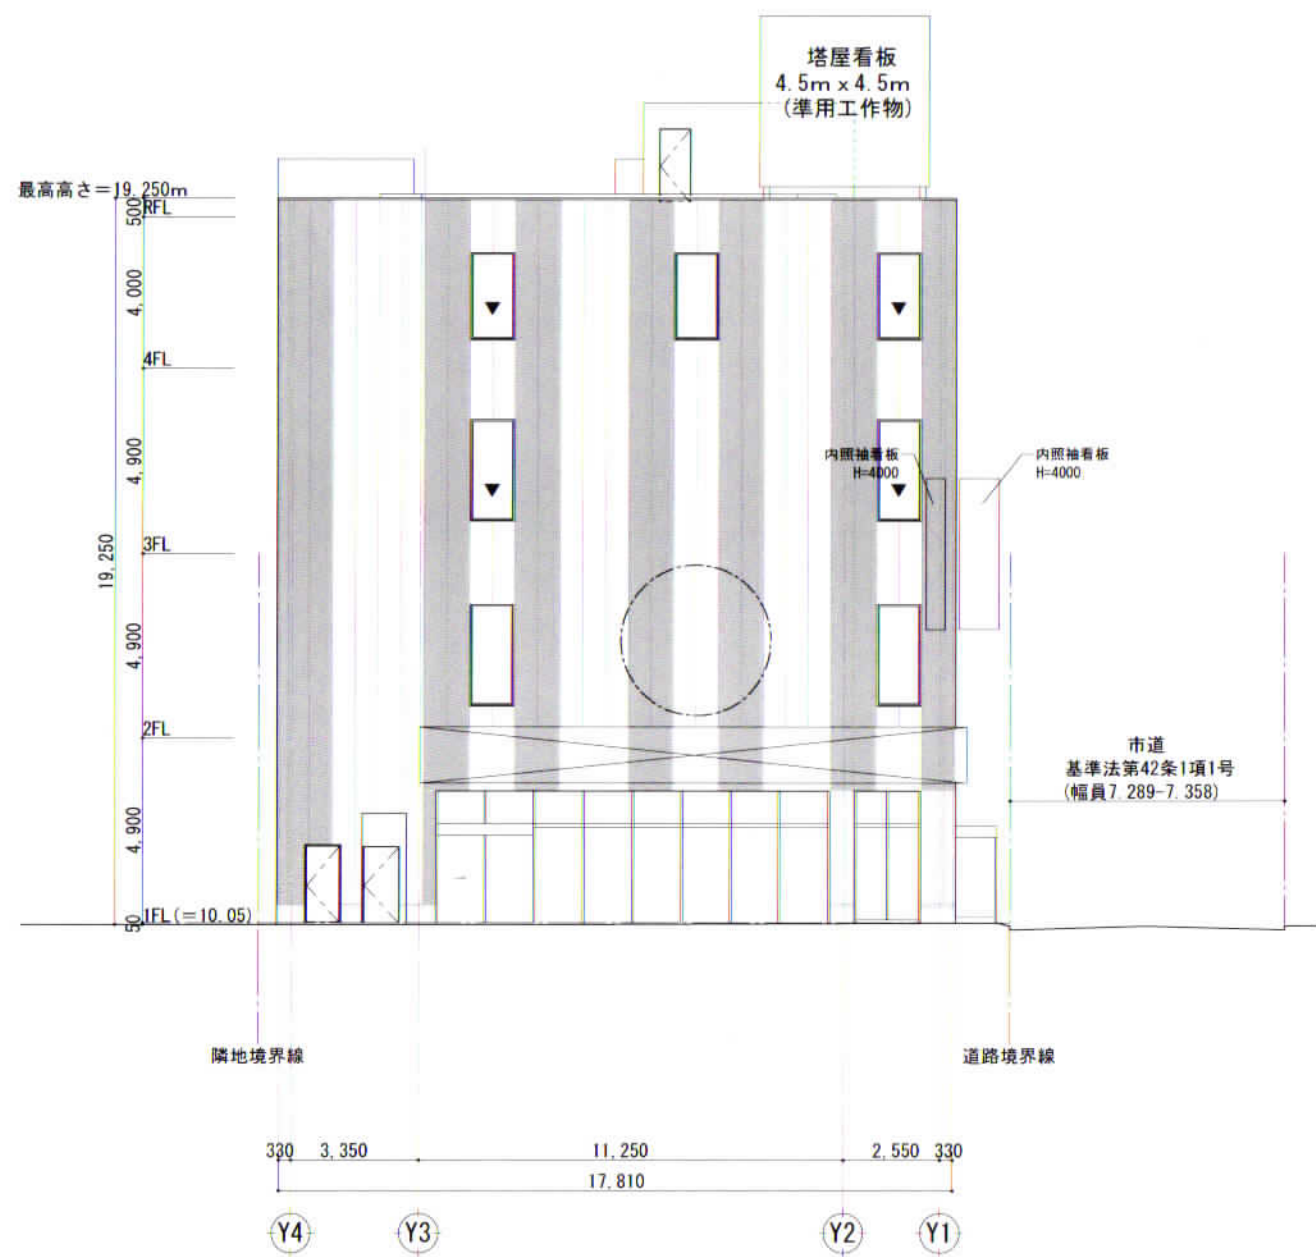 塔屋看板
4.5m x 4.5m
(準用工作物)
最高高さ=19.250m
500
RFL
4,000
4FL
4,900
内照袖看板
H=4000
内照袖看板
H=4000
3FL
19,250
4,900
2FL
市道
基準法第42条1項1号
(幅員7.289-7.358)
4,900
1FL(=10.05)
50
隣地境界線
道路境界線
330
3,350
11,250
2,550
330
17,810
Y4
Y3
Y2
Y1